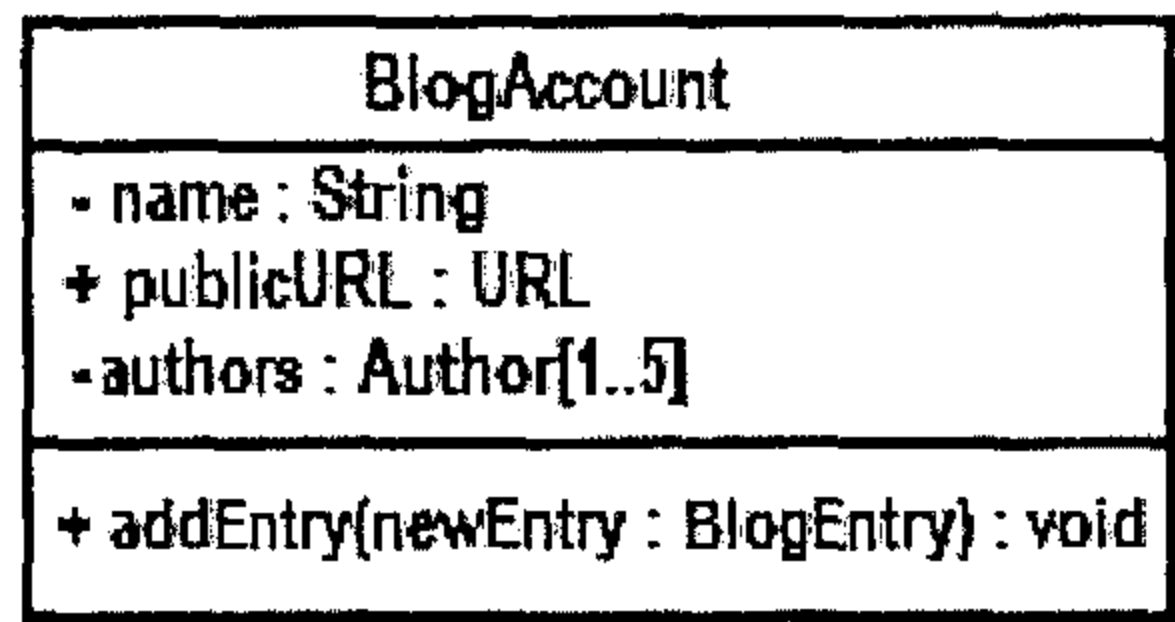 BlogAccount
- name : String
+ publicURL : URL
- authors : Author[1..5]
+ addEntry(newEntry : BlogEntry) : void